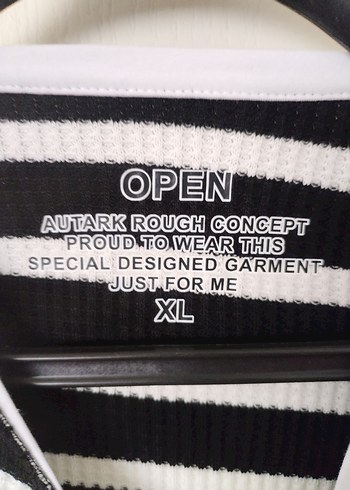 OPEN
AUTARK ROUGH CONCEPT
PROUD TO WEAR THIS
SPECIAL DESIGNED GARMENT
JUST FOR ME
XL